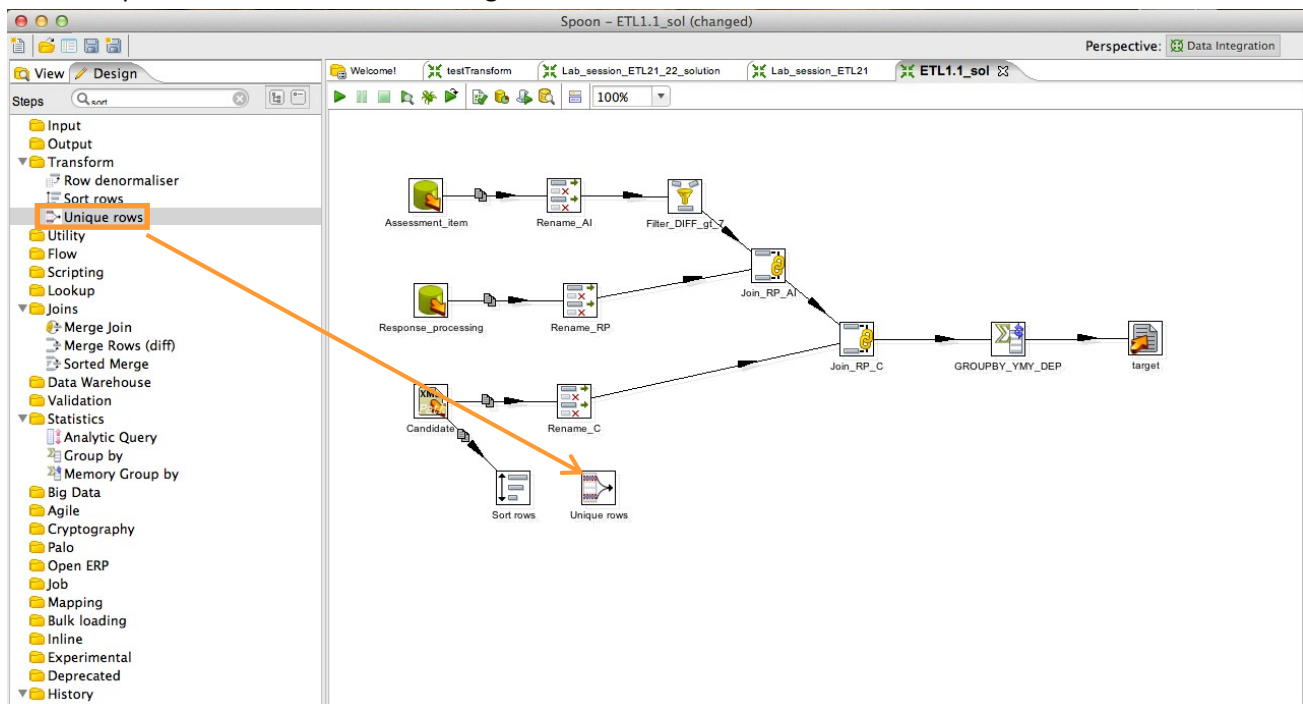 Spoon – ETL1.1_sol (changed)
Perspective: Data Integration
View Design
Welcome! testTransform Lab_session_ETL21_22_solution Lab_session_ETL21 ETL1.1_sol
Steps sort
100%
Input
Output
Transform
Row denormaliser
Sort rows
Unique rows
Utility
Flow
Scripting
Lookup
Joins
Merge Join
Merge Rows (diff)
Sorted Merge
Data Warehouse
Validation
Statistics
Analytic Query
Group by
Memory Group by
Big Data
Agile
Cryptography
Palo
Open ERP
Job
Mapping
Bulk loading
Inline
Experimental
Deprecated
History
Assessment_item
Rename_AI
Filter_DIFF_gt_7
Join_RP_AI
Response_processing
Rename_RP
Join_RP_C
GROUPBY_YMY_DEP
target
XML
Candidate
Rename_C
Sort rows
Unique rows